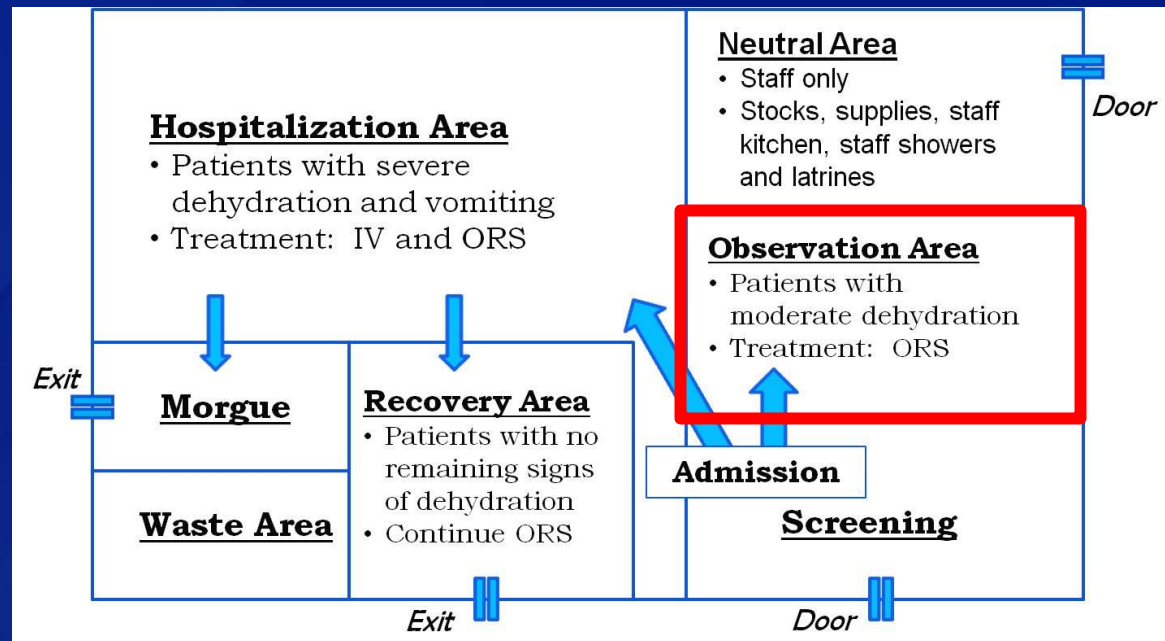 Hospitalization Area
• Patients with severe
dehydration and vomiting
• Treatment: IV and ORS
Neutral Area
• Staff only
• Stocks, supplies, staff
kitchen, staff showers
and latrines
Door
Observation Area
• Patients with
moderate dehydration
• Treatment: ORS
Exit
Morgue
Waste Area
Recovery Area
• Patients with no
remaining signs
of dehydration
• Continue ORS
Exit
Admission
Screening
Door